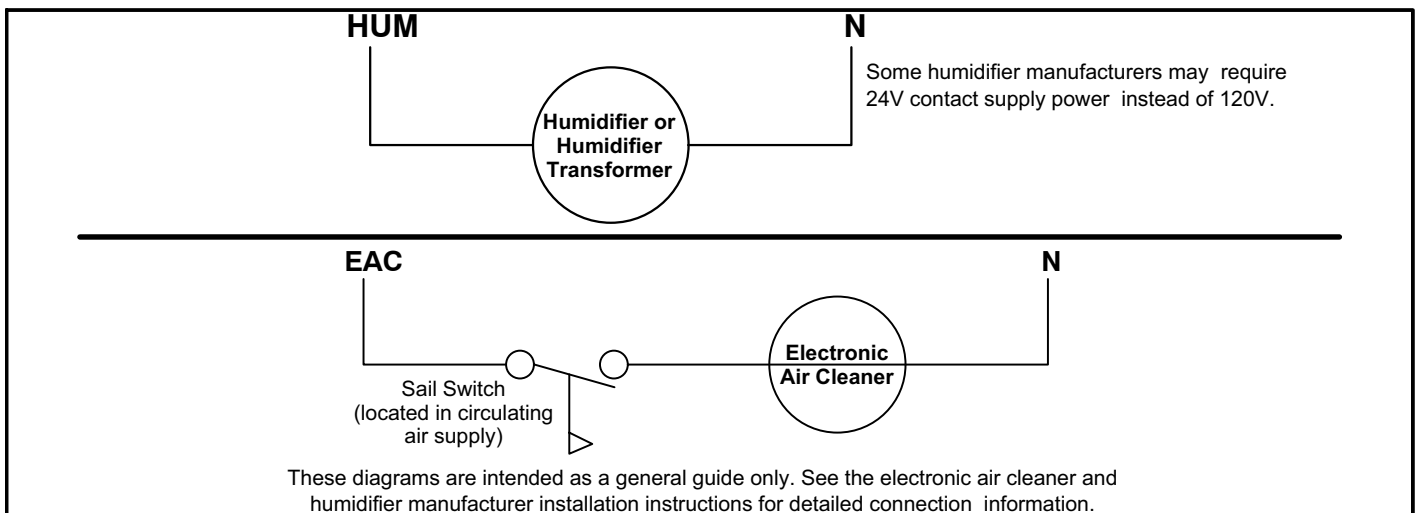 HUM N
Some humidifier manufacturers may require
24V contact supply power instead of 120V.
Humidifier or
Humidifier
Transformer
EAC N
Electronic
Air Cleaner
Sail Switch
(located in circulating
air supply)
These diagrams are intended as a general guide only. See the electronic air cleaner and
humidifier manufacturer installation instructions for detailed connection information.